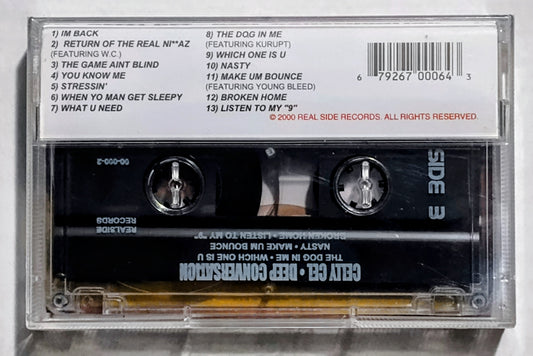 1) IM BACK
2) RETURN OF THE REAL NI**AZ
(FEATURING W.C.)
3) THE GAME AINT BLIND
4) YOU KNOW ME
5) STRESSIN'
6) WHEN YO MAN GET SLEEPY
7) WHAT U NEED
8) THE DOG IN ME
(FEATURING KURUPT)
9) WHICH ONE IS U
10) NASTY
11) MAKE UM BOUNCE
(FEATURING YOUNG BLEED)
12) BROKEN HOME
13) LISTEN TO MY "9"
6 79267 00064 3
© 2000 REAL SIDE RECORDS. ALL RIGHTS RESERVED.
CELLY CEL • DEEP CONVERSATION
THE DOG IN ME • WHICH ONE IS U
NASTY • MAKE UM BOUNCE
BROKEN HOME • LISTEN TO MY "9"
REALSIDE
RECORDS
SIDE